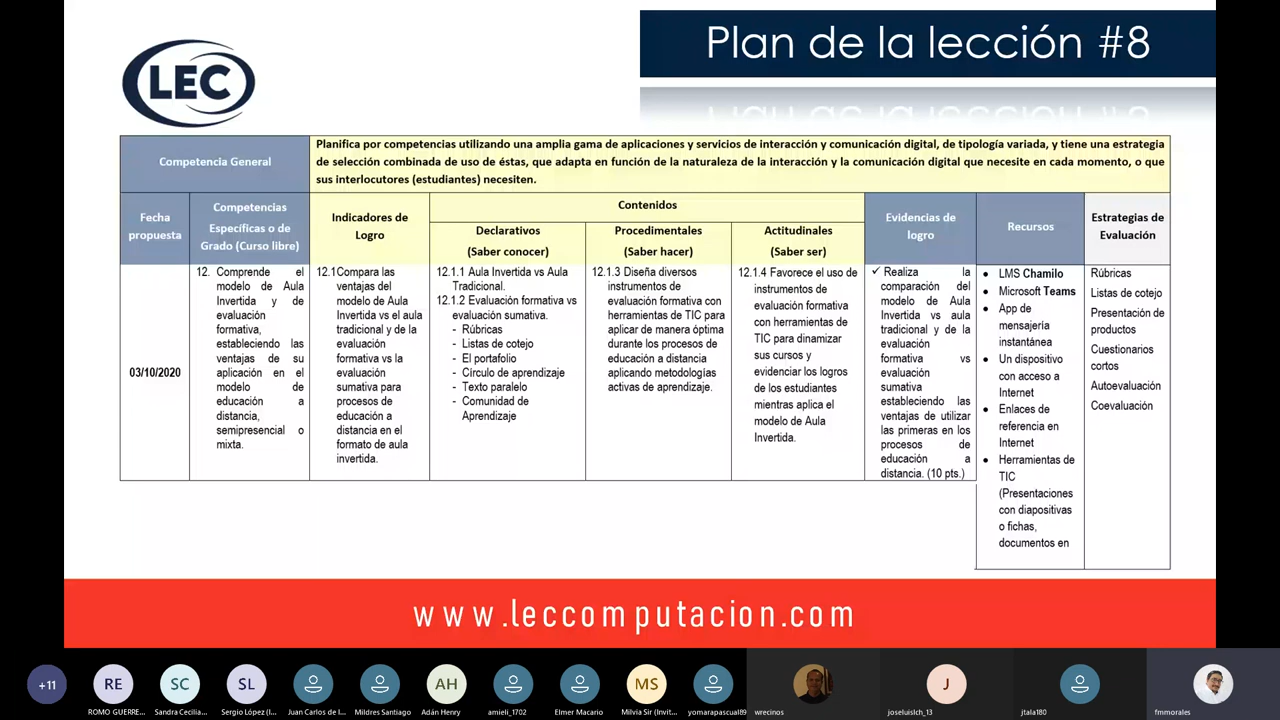 Plan de la lección #8
LEC
Competencia General
Planifica por competencias utilizando una amplia gama de aplicaciones y servicios de interacción y comunicación digital, de tipología variada, y tiene una estrategia
de selección combinada de uso de éstas, que adapta en función de la naturaleza de la interacción y la comunicación digital que necesite en cada momento, o que
sus interlocutores (estudiantes) necesiten.
Fecha
propuesta
Competencias
Específicas o de
Grado (Curso libre)
Indicadores de
Logro
Contenidos
Declarativos
(Saber conocer)
Procedimentales
(Saber hacer)
Actitudinales
(Saber ser)
Evidencias de
logro
Recursos
Estrategias de
Evaluación
03/10/2020
12. Comprende el
modelo de Aula
Invertida y de
evaluación
formativa,
estableciendo las
ventajas de su
aplicación en el
modelo de
educación a
distancia,
semipresencial o
mixta.
12.1Compara las
ventajas del
modelo de Aula
Invertida vs el aula
tradicional y de la
evaluación
formativa vs la
evaluación
sumativa para
procesos de
educación a
distancia en el
formato de aula
invertida.
12.1.1 Aula Invertida vs Aula
Tradicional.
12.1.2 Evaluación formativa vs
evaluación sumativa.
- Rúbricas
- Listas de cotejo
- El portafolio
- Círculo de aprendizaje
- Texto paralelo
- Comunidad de
Aprendizaje
12.1.3 Diseña diversos
instrumentos de
evaluación formativa con
herramientas de TIC para
aplicar de manera óptima
durante los procesos de
educación a distancia
aplicando metodologías
activas de aprendizaje.
12.1.4 Favorece el uso de
instrumentos de
evaluación formativa
con herramientas de
TIC para dinamizar
sus cursos y
evidenciar los logros
de los estudiantes
mientras aplica el
modelo de Aula
Invertida.
✓ Realiza la
comparación del
modelo de Aula
Invertida vs aula
tradicional y de la
evaluación
formativa vs
evaluación
sumativa
estableciendo las
ventajas de utilizar
las primeras en los
procesos de
educación a
distancia. (10 pts.)
• LMS Chamilo
• Microsoft Teams
• App de
mensajería
instantánea
• Un dispositivo
con acceso a
Internet
• Enlaces de
referencia en
Internet
• Herramientas de
TIC
(Presentaciones
con diapositivas
o fichas,
documentos en
Rúbricas
Listas de cotejo
Presentación de
productos
Cuestionarios
cortos
Autoevaluación
Coevaluación
www.leccomputacion.com
+11
RE
SC
SL
AH
MS
J
ROMO GUERRE...
Sandra Cecilia...
Sergio López (I...
Juan Carlos de l...
Mildres Santiago
Adán Henry
amieli_1702
Elmer Macario
Milvia Sir (Invit...
yomarapascual89
wrecinos
joseluislch_13
jtala180
fmmorales